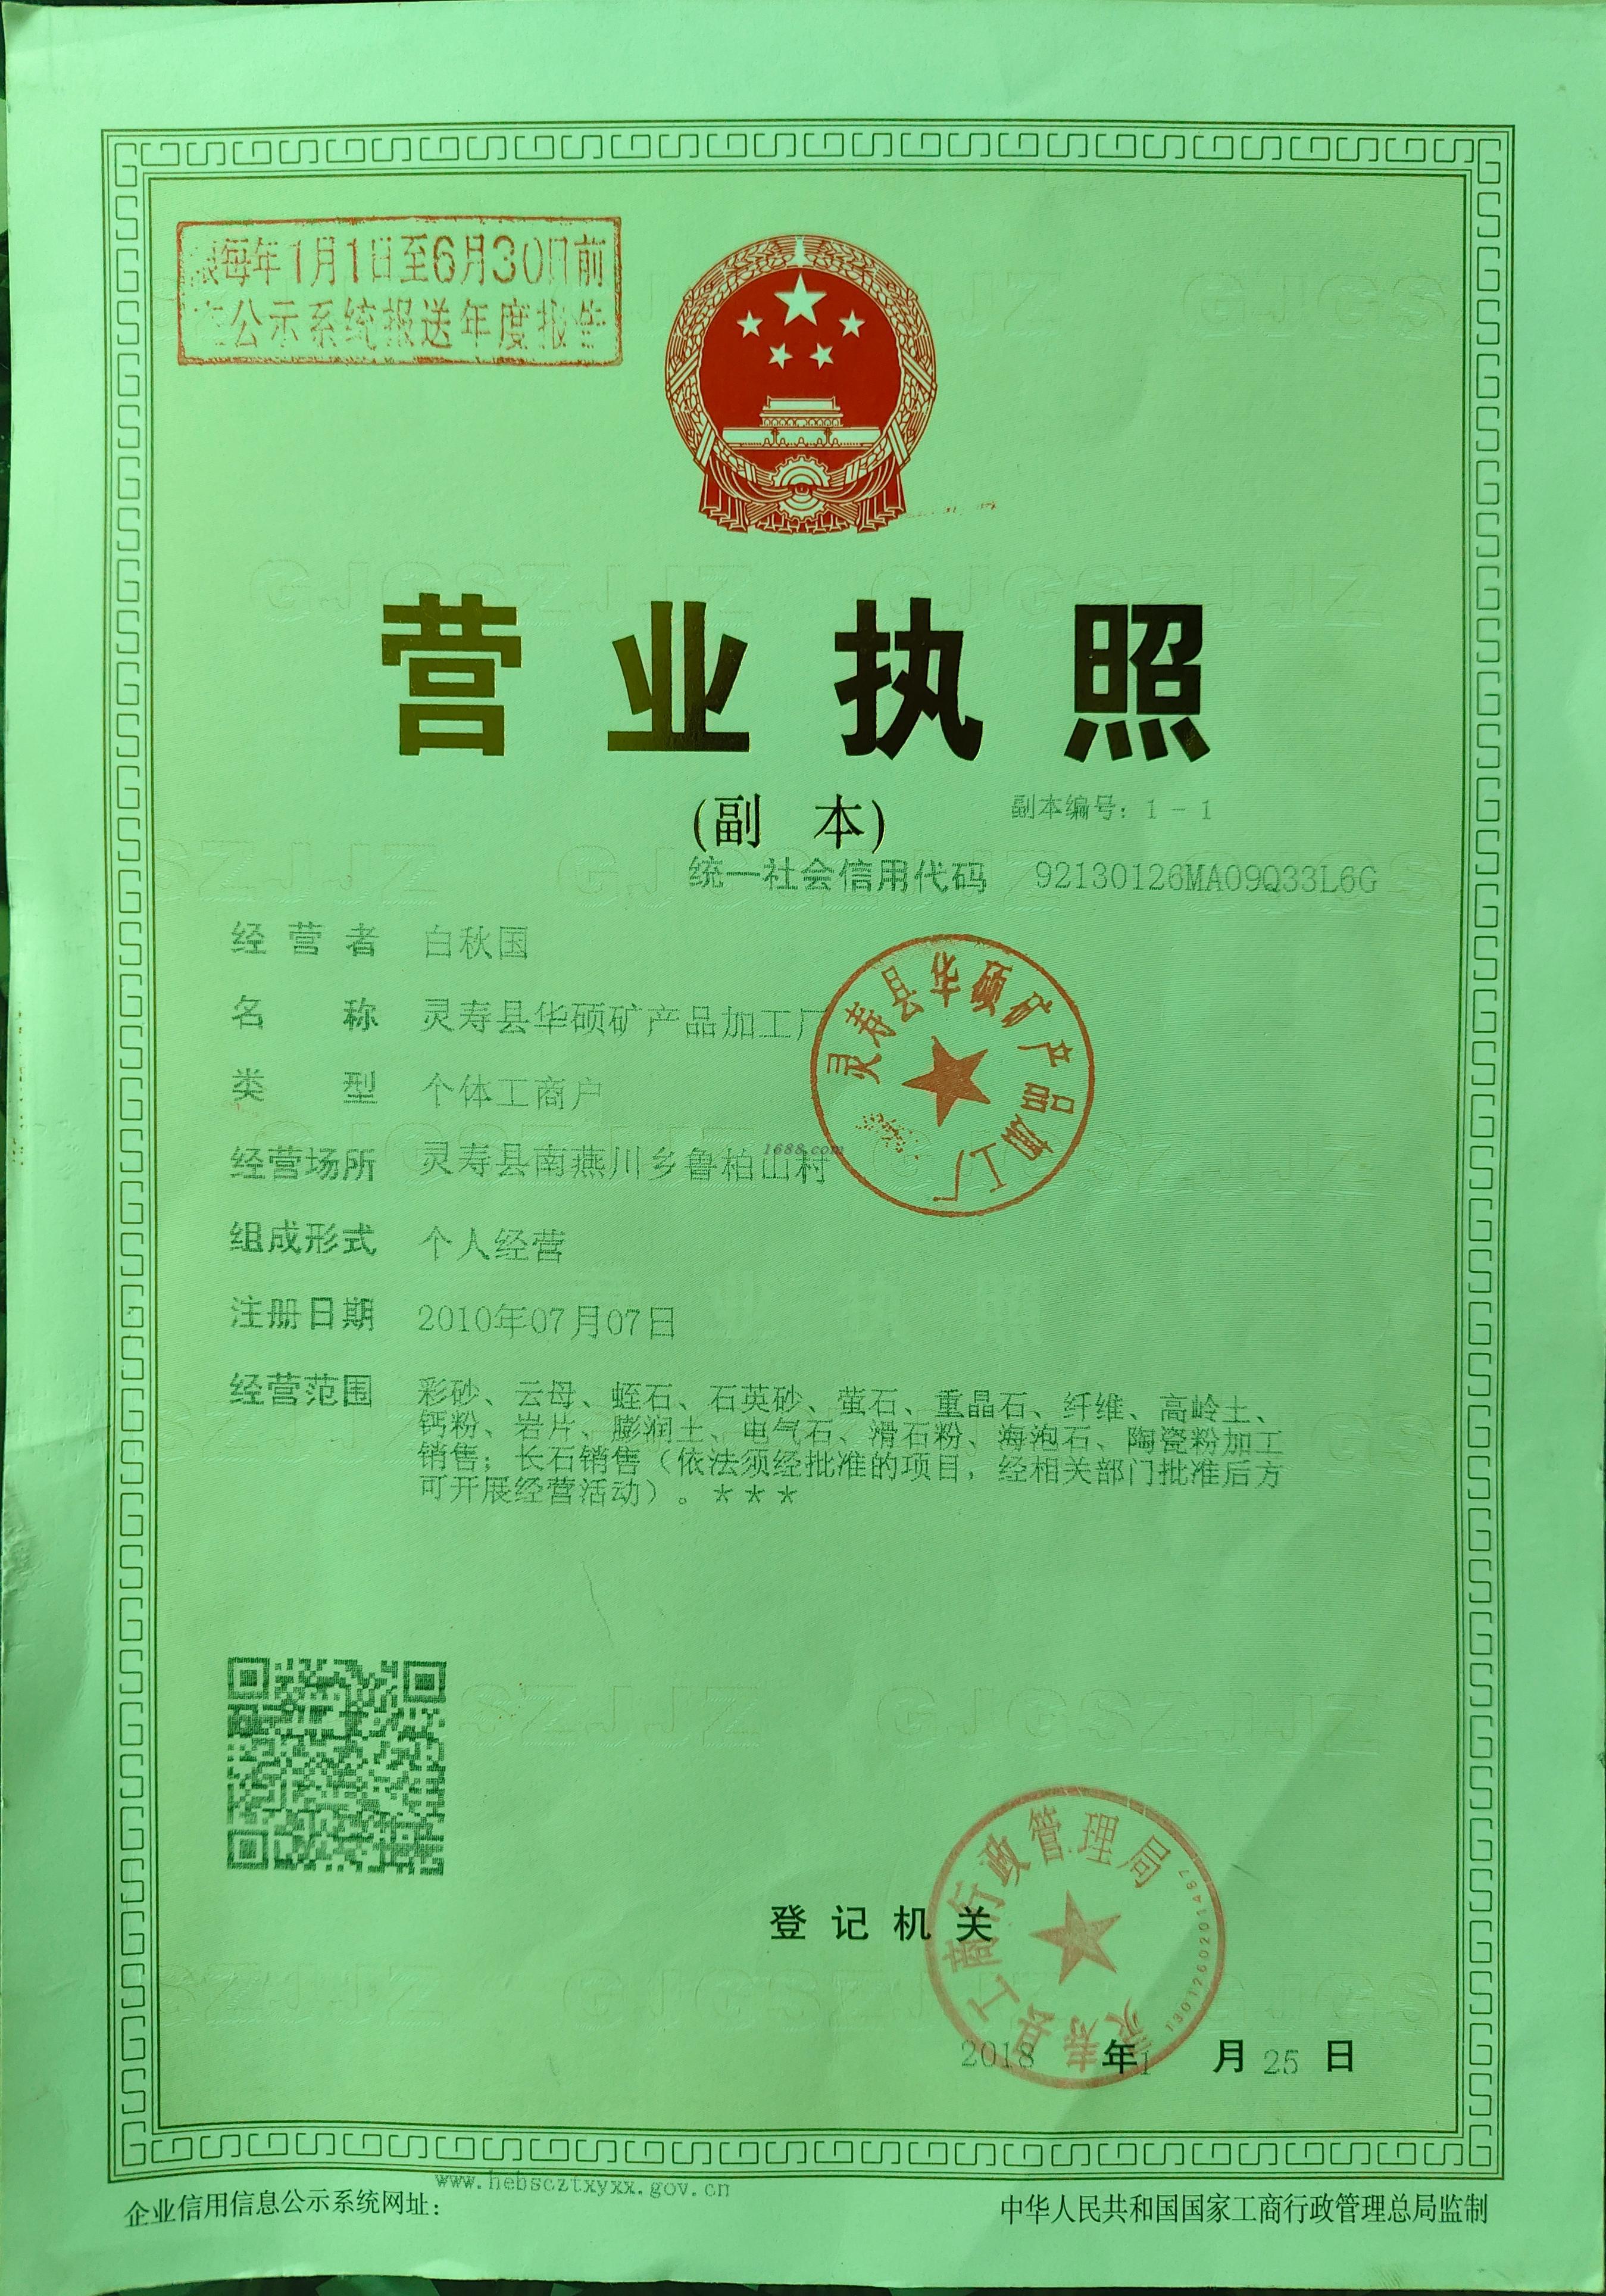 限每年1月1日至6月30日前
在公示系统报送年度报告
营业执照
(副 本)
副本编号：1－1
统一社会信用代码 92130126MA09Q33L6G
经营者 白秋国
名称 灵寿县华硕矿产品加工厂
类型 个体工商户
经营场所 灵寿县南燕川乡鲁柏山村
1688.com
组成形式 个人经营
注册日期 2010年07月07日
经营范围 彩砂、云母、蛭石、石英砂、萤石、重晶石、纤维、高岭土、
钙粉、岩片、膨润土、电气石、滑石粉、海泡石、陶瓷粉加工
销售；长石销售（依法须经批准的项目，经相关部门批准后方
可开展经营活动）。＊＊＊
灵寿县华硕矿产品加工厂
登记机关
灵寿县工商行政管理局
1301260201487
2018年1月25日
www.hebscztxyxx.gov.cn
企业信用信息公示系统网址：
中华人民共和国国家工商行政管理总局监制